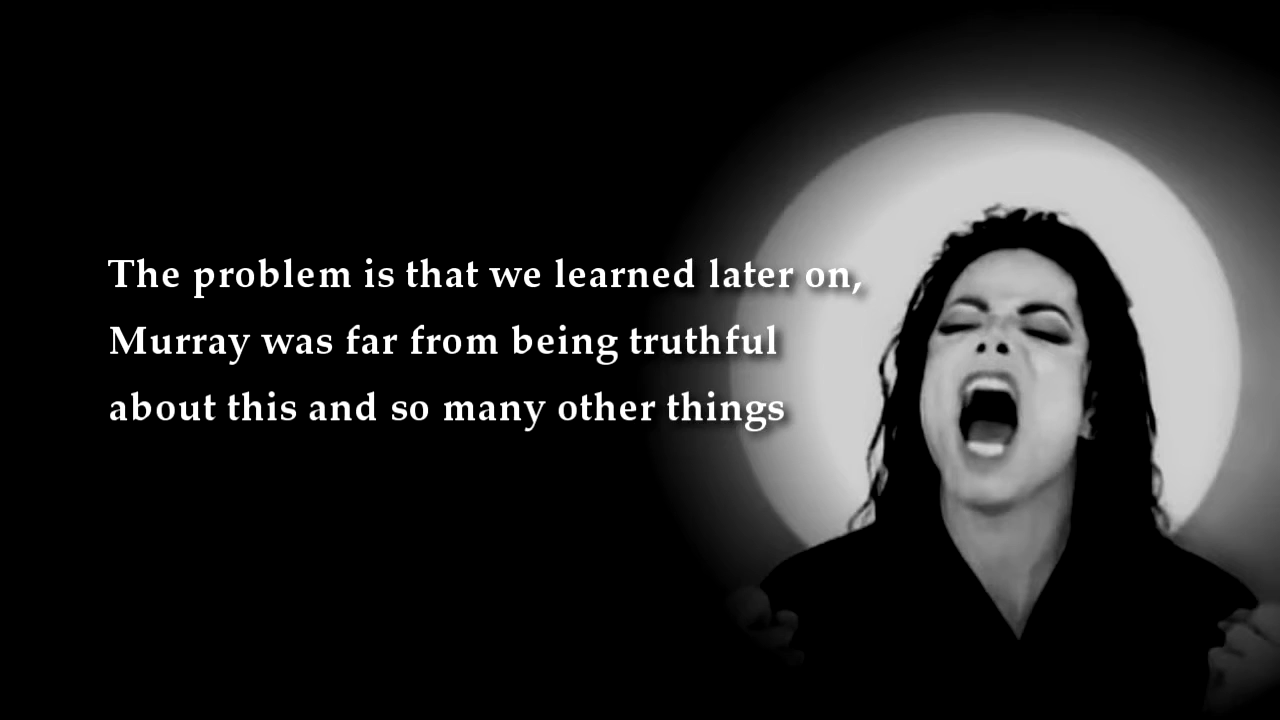 The problem is that we learned later on,
Murray was far from being truthful
about this and so many other things